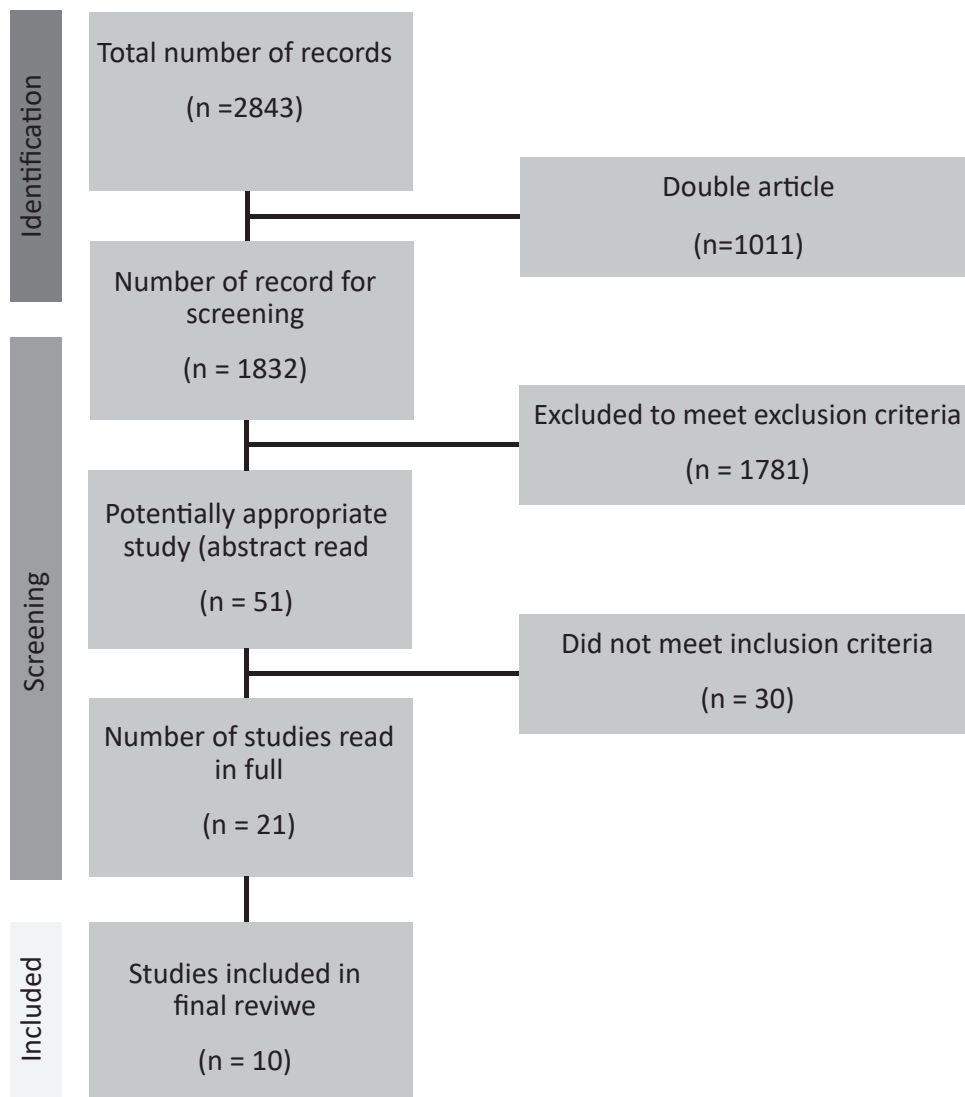 Identification
Total number of records
(n =2843)
Double article
(n=1011)
Number of record for
screening
(n = 1832)
Screening
Excluded to meet exclusion criteria
(n = 1781)
Potentially appropriate
study (abstract read
(n = 51)
Did not meet inclusion criteria
(n = 30)
Number of studies read
in full
(n = 21)
Included
Studies included in
final reviwe
(n = 10)